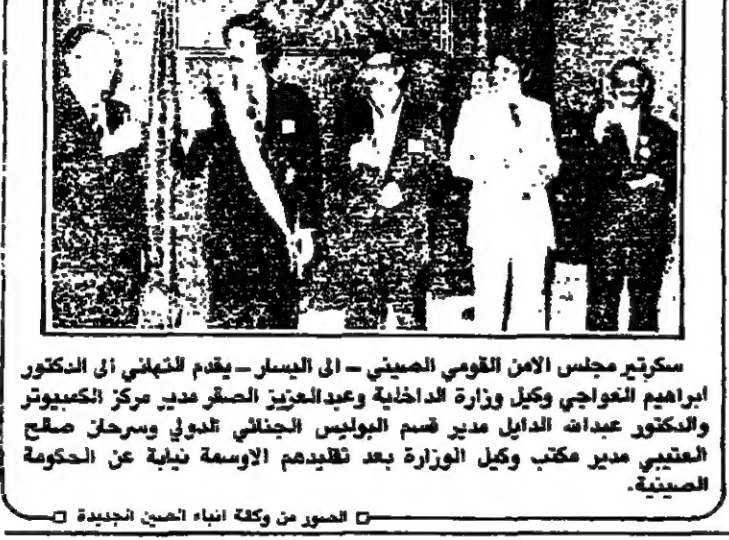 سكرتير مجلس الامن القومي الصيني – الى اليسار – يقدم التهاني الى الدكتور
ابراهيم العواجي وكيل وزارة الداخلية وعبدالعزيز الصقر مدير مركز الكمبيوتر
والدكتور عبدالله الدايل مدير قسم البوليس الجنائي الدولي وسرحان صالح
العتيبي مدير مكتب وكيل الوزارة بعد تقليدهم الاوسمة نيابة عن الحكومة
الصينية.
□ الصور من وكالة انباء الصين الجديدة □